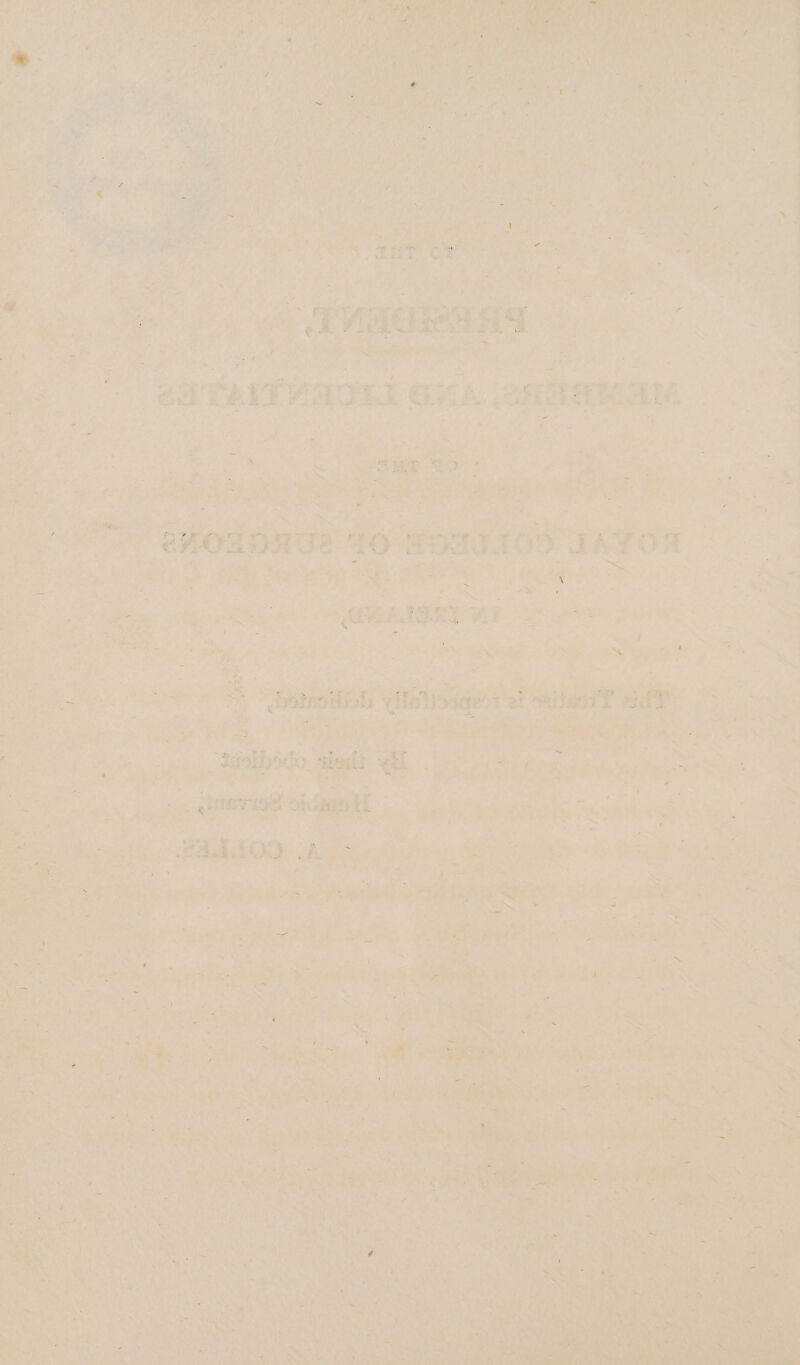 TO THE
PRESIDENT,
MEMBERS, AND LICENTIATES
OF THE
ROYAL COLLEGE OF SURGEONS
IN IRELAND,
This Treatise is respectfully dedicated,
By their obedient
Humble Servant,
A. COLLES.